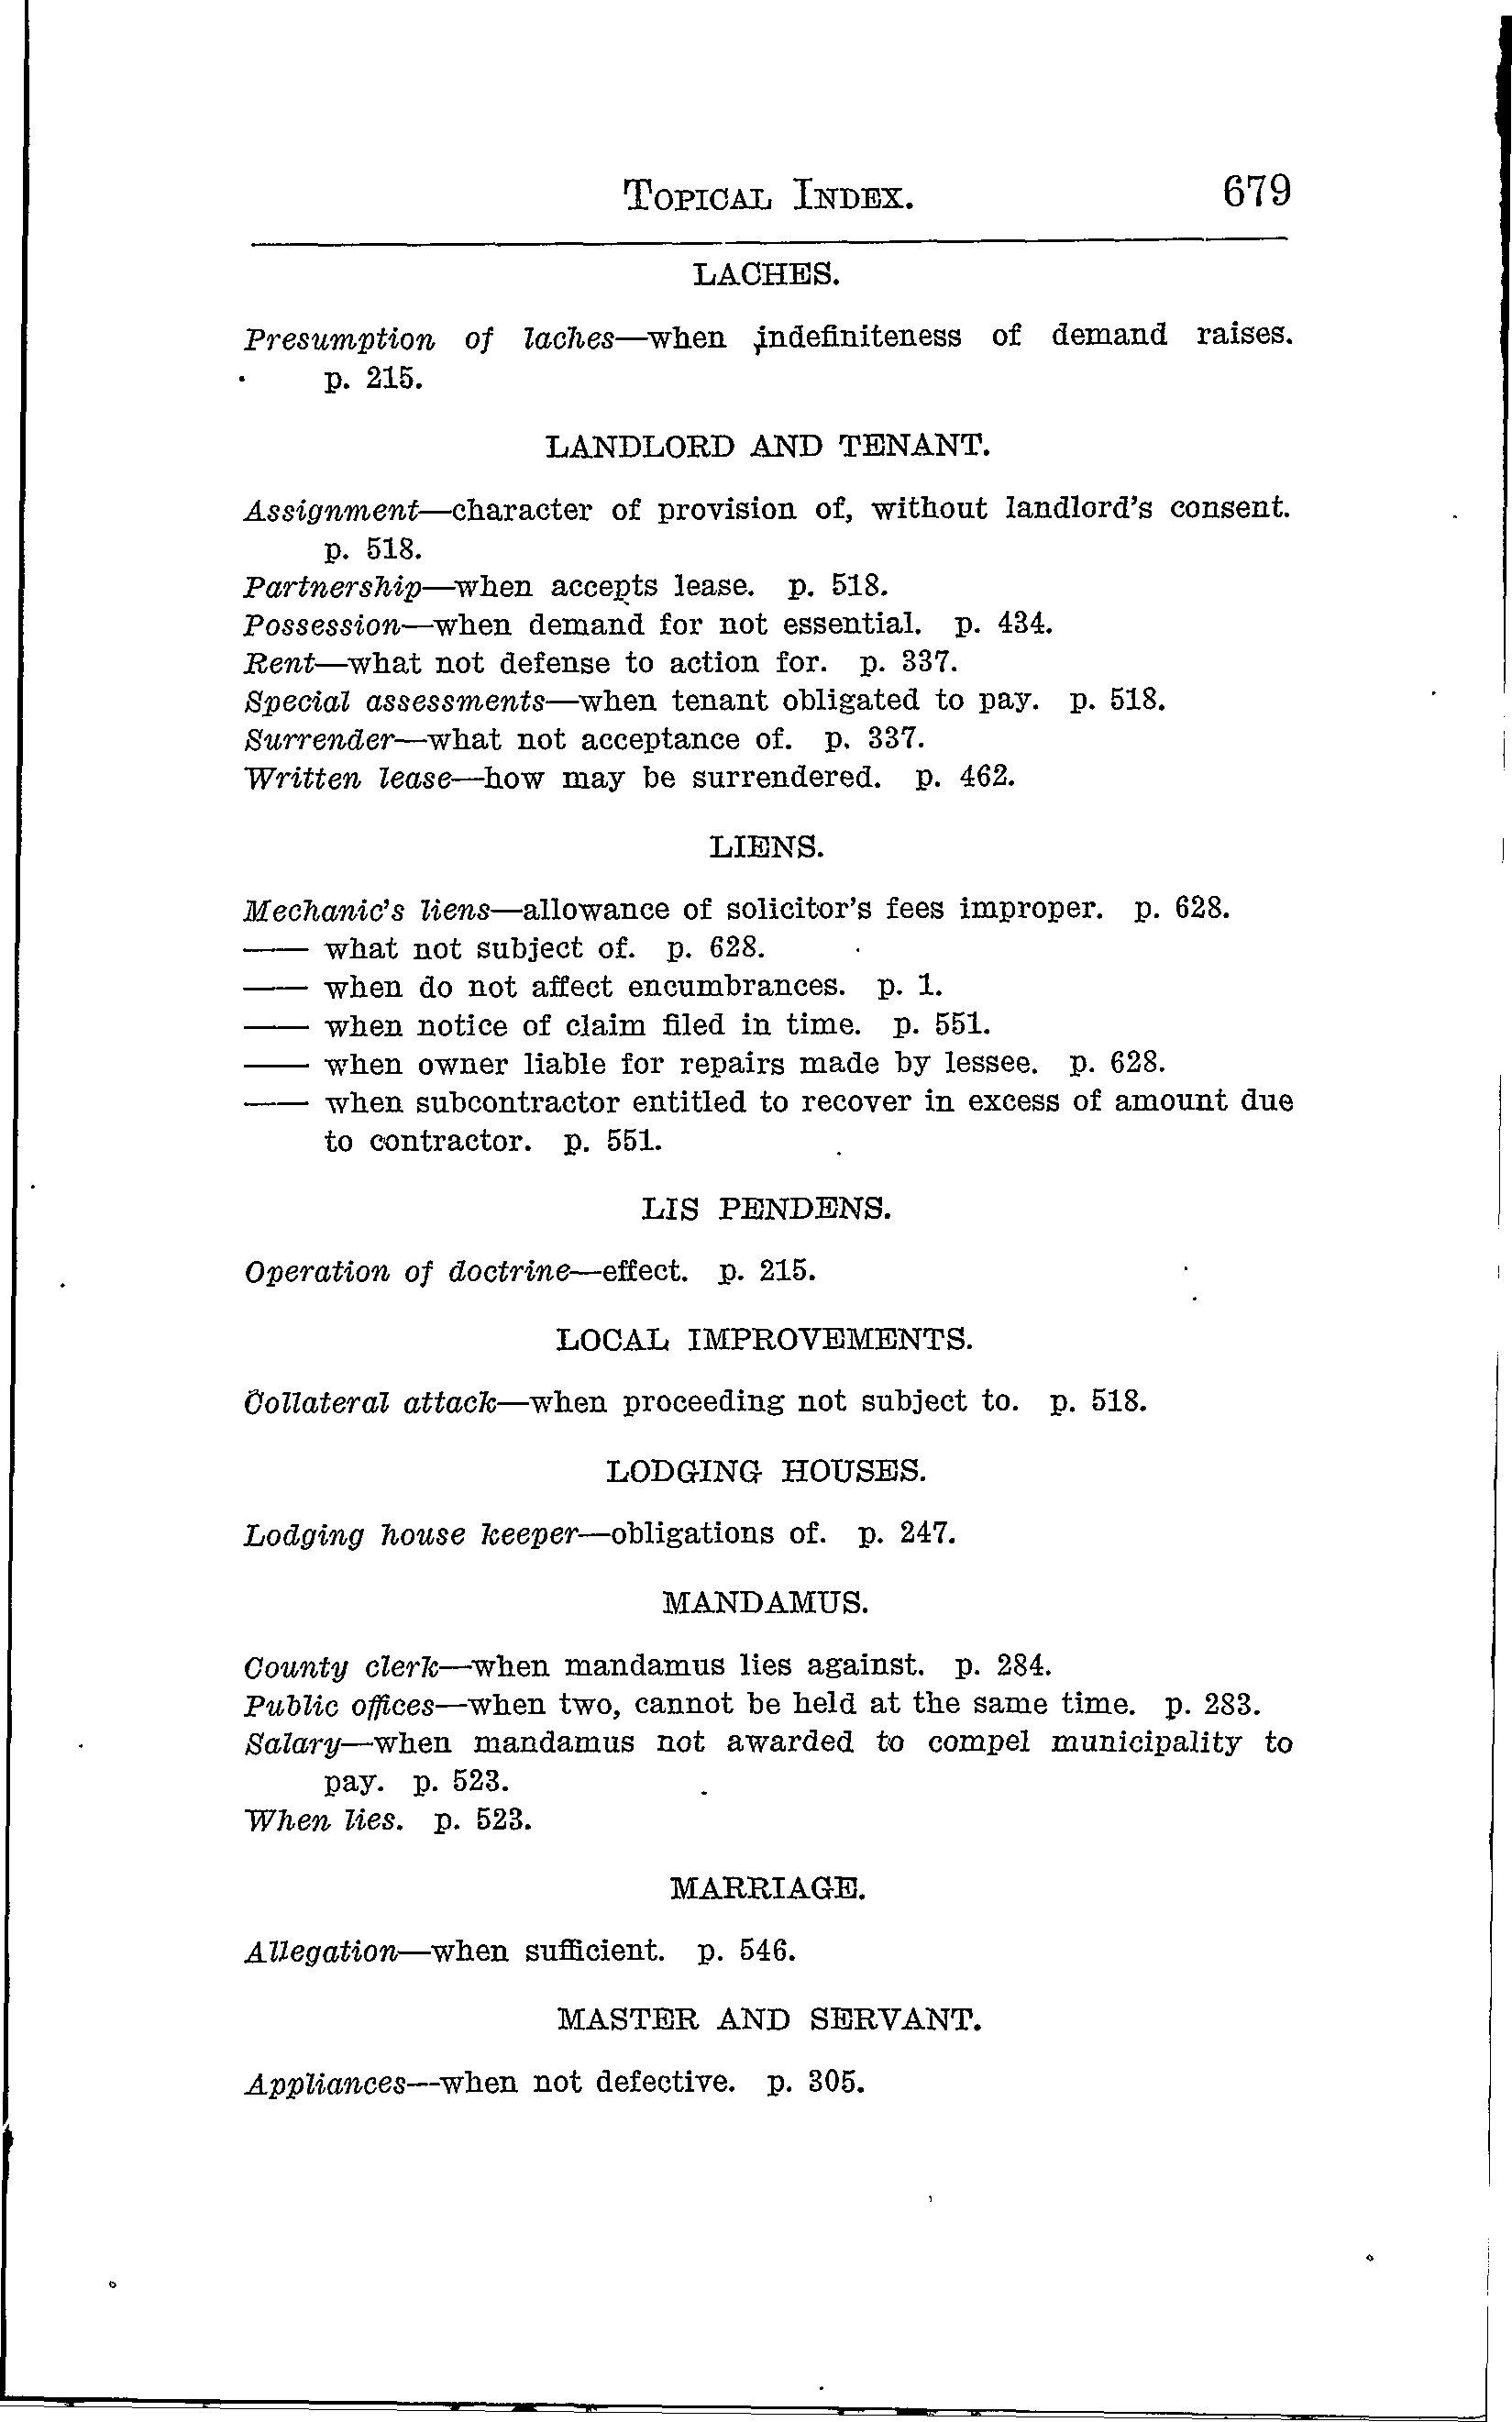 TOPICAL INDEX. 679
LACHES.
Presumption of laches—when indefiniteness of demand raises.
p. 215.
LANDLORD AND TENANT.
Assignment—character of provision of, without landlord's consent.
p. 518.
Partnership—when accepts lease. p. 518.
Possession—when demand for not essential. p. 434.
Rent—what not defense to action for. p. 337.
Special assessments—when tenant obligated to pay. p. 518.
Surrender—what not acceptance of. p. 337.
Written lease—how may be surrendered. p. 462.
LIENS.
Mechanic's liens—allowance of solicitor's fees improper. p. 628.
—— what not subject of. p. 628.
—— when do not affect encumbrances. p. 1.
—— when notice of claim filed in time. p. 551.
—— when owner liable for repairs made by lessee. p. 628.
—— when subcontractor entitled to recover in excess of amount due
to contractor. p. 551.
LIS PENDENS.
Operation of doctrine—effect. p. 215.
LOCAL IMPROVEMENTS.
Collateral attack—when proceeding not subject to. p. 518.
LODGING HOUSES.
Lodging house keeper—obligations of. p. 247.
MANDAMUS.
County clerk—when mandamus lies against. p. 284.
Public offices—when two, cannot be held at the same time. p. 283.
Salary—when mandamus not awarded to compel municipality to
pay. p. 523.
When lies. p. 523.
MARRIAGE.
Allegation—when sufficient. p. 546.
MASTER AND SERVANT.
Appliances—when not defective. p. 305.